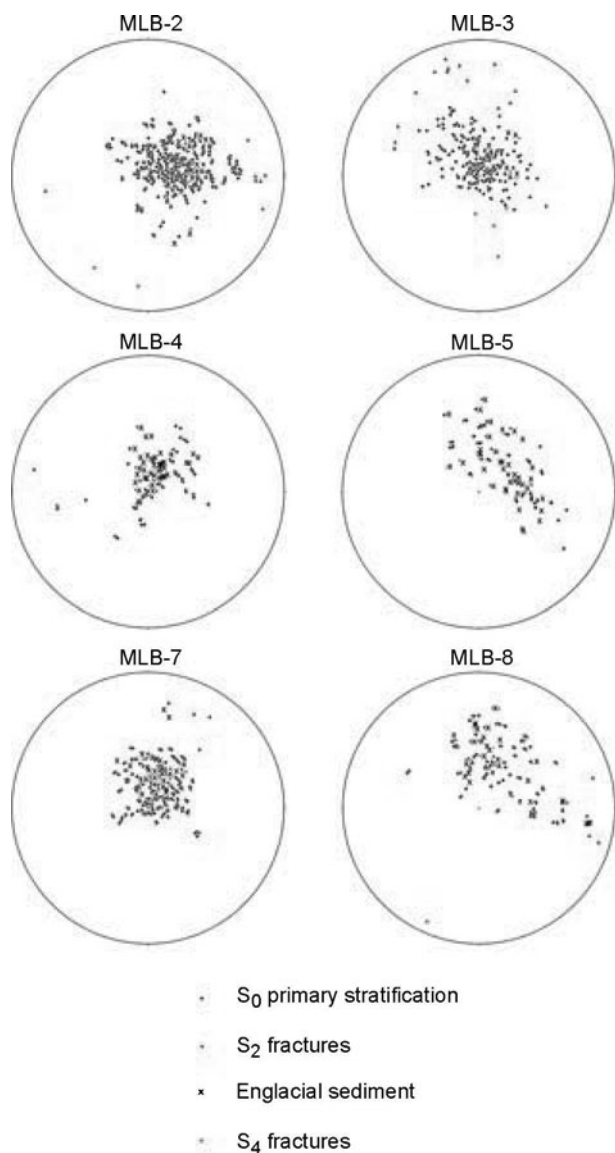 MLB-2 MLB-3
MLB-4 MLB-5
MLB-7 MLB-8
S0 primary stratification
S2 fractures
Englacial sediment
S4 fractures